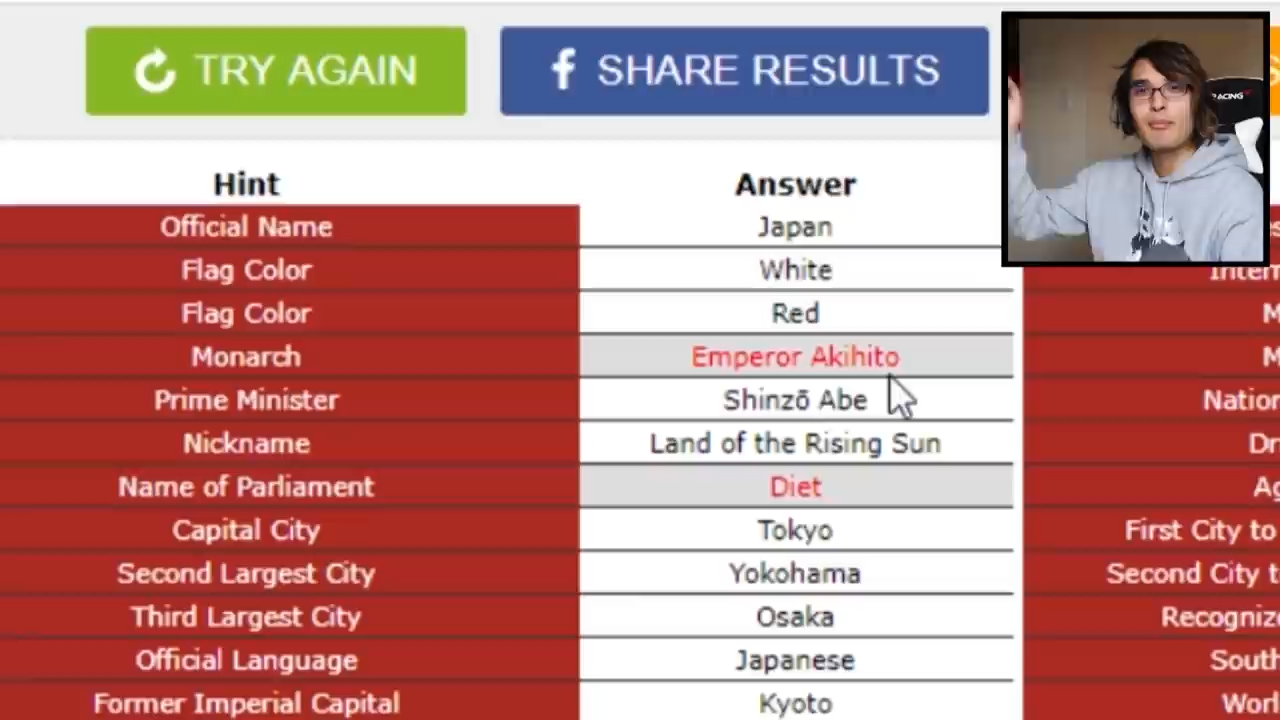 TRY AGAIN
f SHARE RESULTS
RACING
Hint Answer
Official Name Japan
Flag Color White
Flag Color Red
Monarch Emperor Akihito
Prime Minister Shinzō Abe
Nickname Land of the Rising Sun
Name of Parliament Diet
Capital City Tokyo First City to
Second Largest City Yokohama Second City t
Third Largest City Osaka
Official Language Japanese South
Former Imperial Capital Kyoto